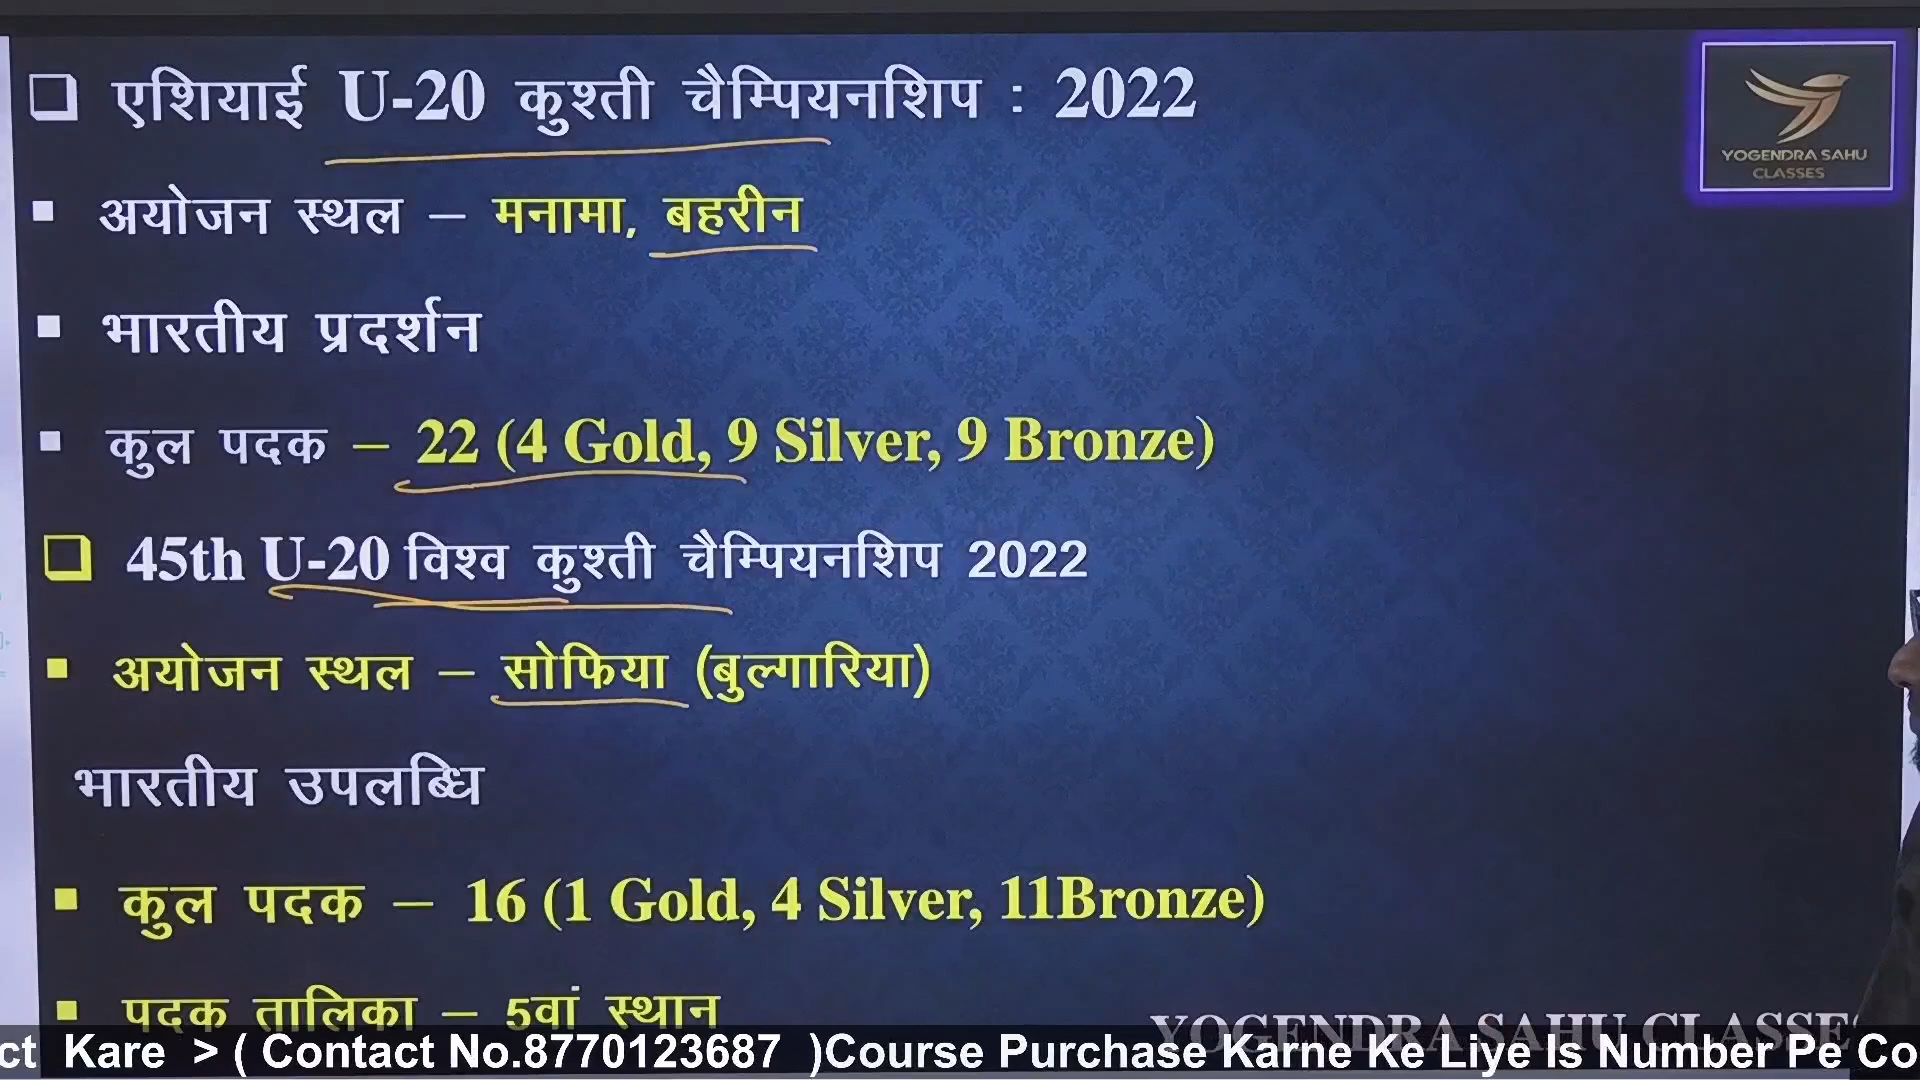 एशियाई U-20 कुश्ती चैम्पियनशिप : 2022
YOGENDRA SAHU
CLASSES
अयोजन स्थल – मनामा, बहरीन
भारतीय प्रदर्शन
कुल पदक – 22 (4 Gold, 9 Silver, 9 Bronze)
45th U-20 विश्व कुश्ती चैम्पियनशिप 2022
अयोजन स्थल – सोफिया (बुल्गारिया)
भारतीय उपलब्धि
कुल पदक – 16 (1 Gold, 4 Silver, 11Bronze)
पदक तालिका – 5वां स्थान
YOGENDRA SAHU CLASSES
ct Kare > ( Contact No.8770123687 )Course Purchase Karne Ke Liye Is Number Pe Co